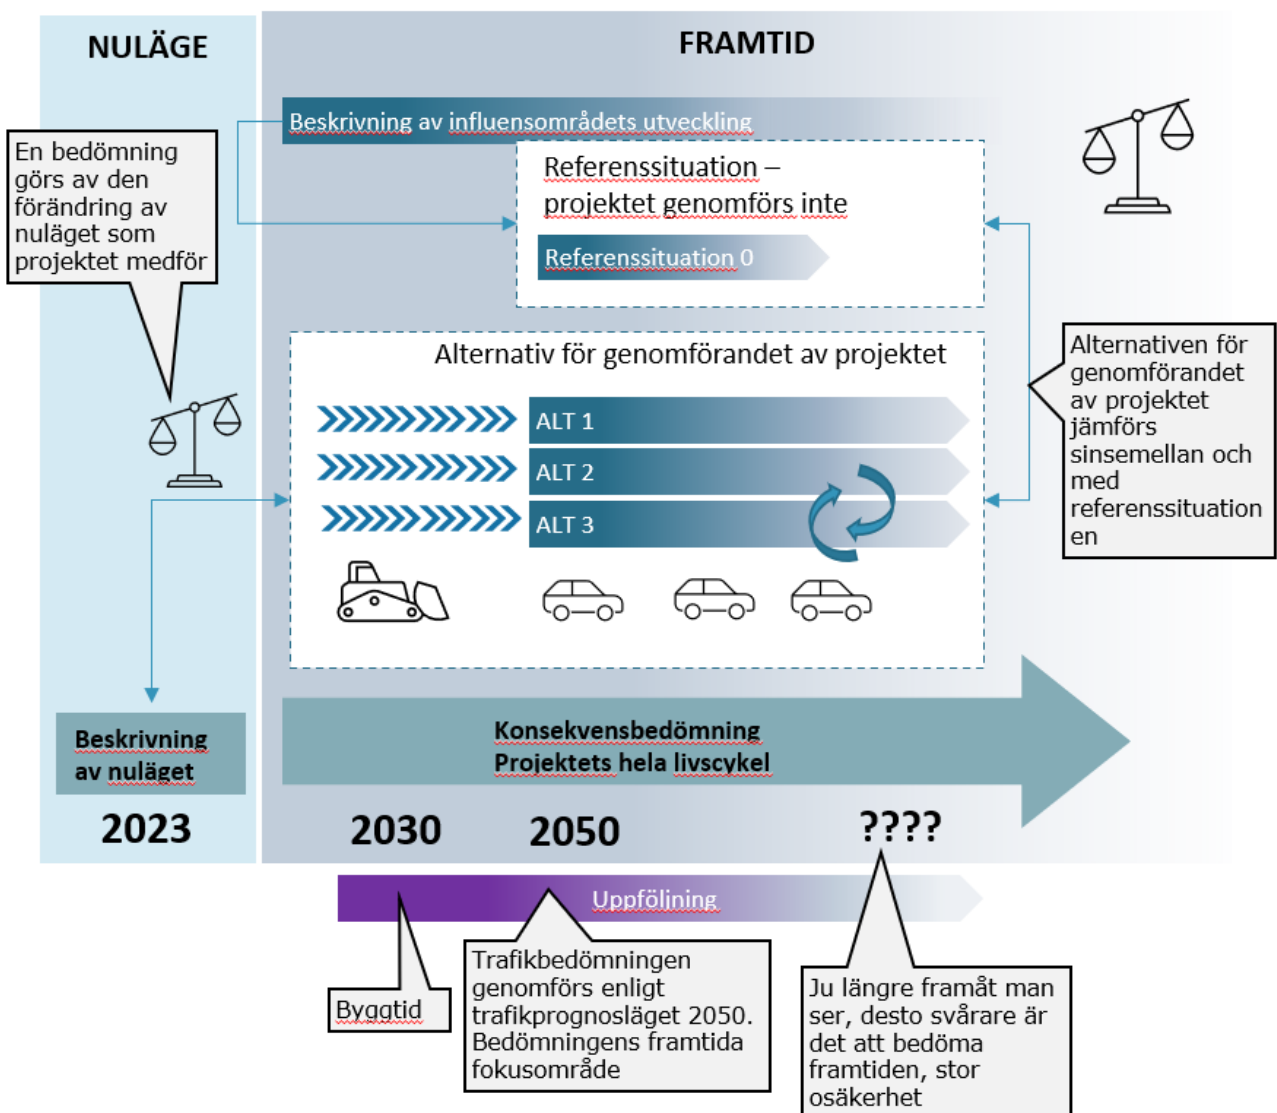 NULÄGE
FRAMTID
Beskrivning av influensområdets utveckling
En bedömning
görs av den
förändring av
nuläget som
projektet medför
Referenssituation –
projektet genomförs inte
Referenssituation 0
Alternativ för genomförandet av projektet
ALT 1
ALT 2
ALT 3
Alternativen för
genomförandet
av projektet
jämförs
sinsemellan och
med
referenssituation
en
Beskrivning
av nuläget
Konsekvensbedömning
Projektets hela livscykel
2023
2030
2050
????
Uppföljning
Byggtid
Trafikbedömningen
genomförs enligt
trafikprognosläget 2050.
Bedömningens framtida
fokusområde
Ju längre framåt man
ser, desto svårare är
det att bedöma
framtiden, stor
osäkerhet